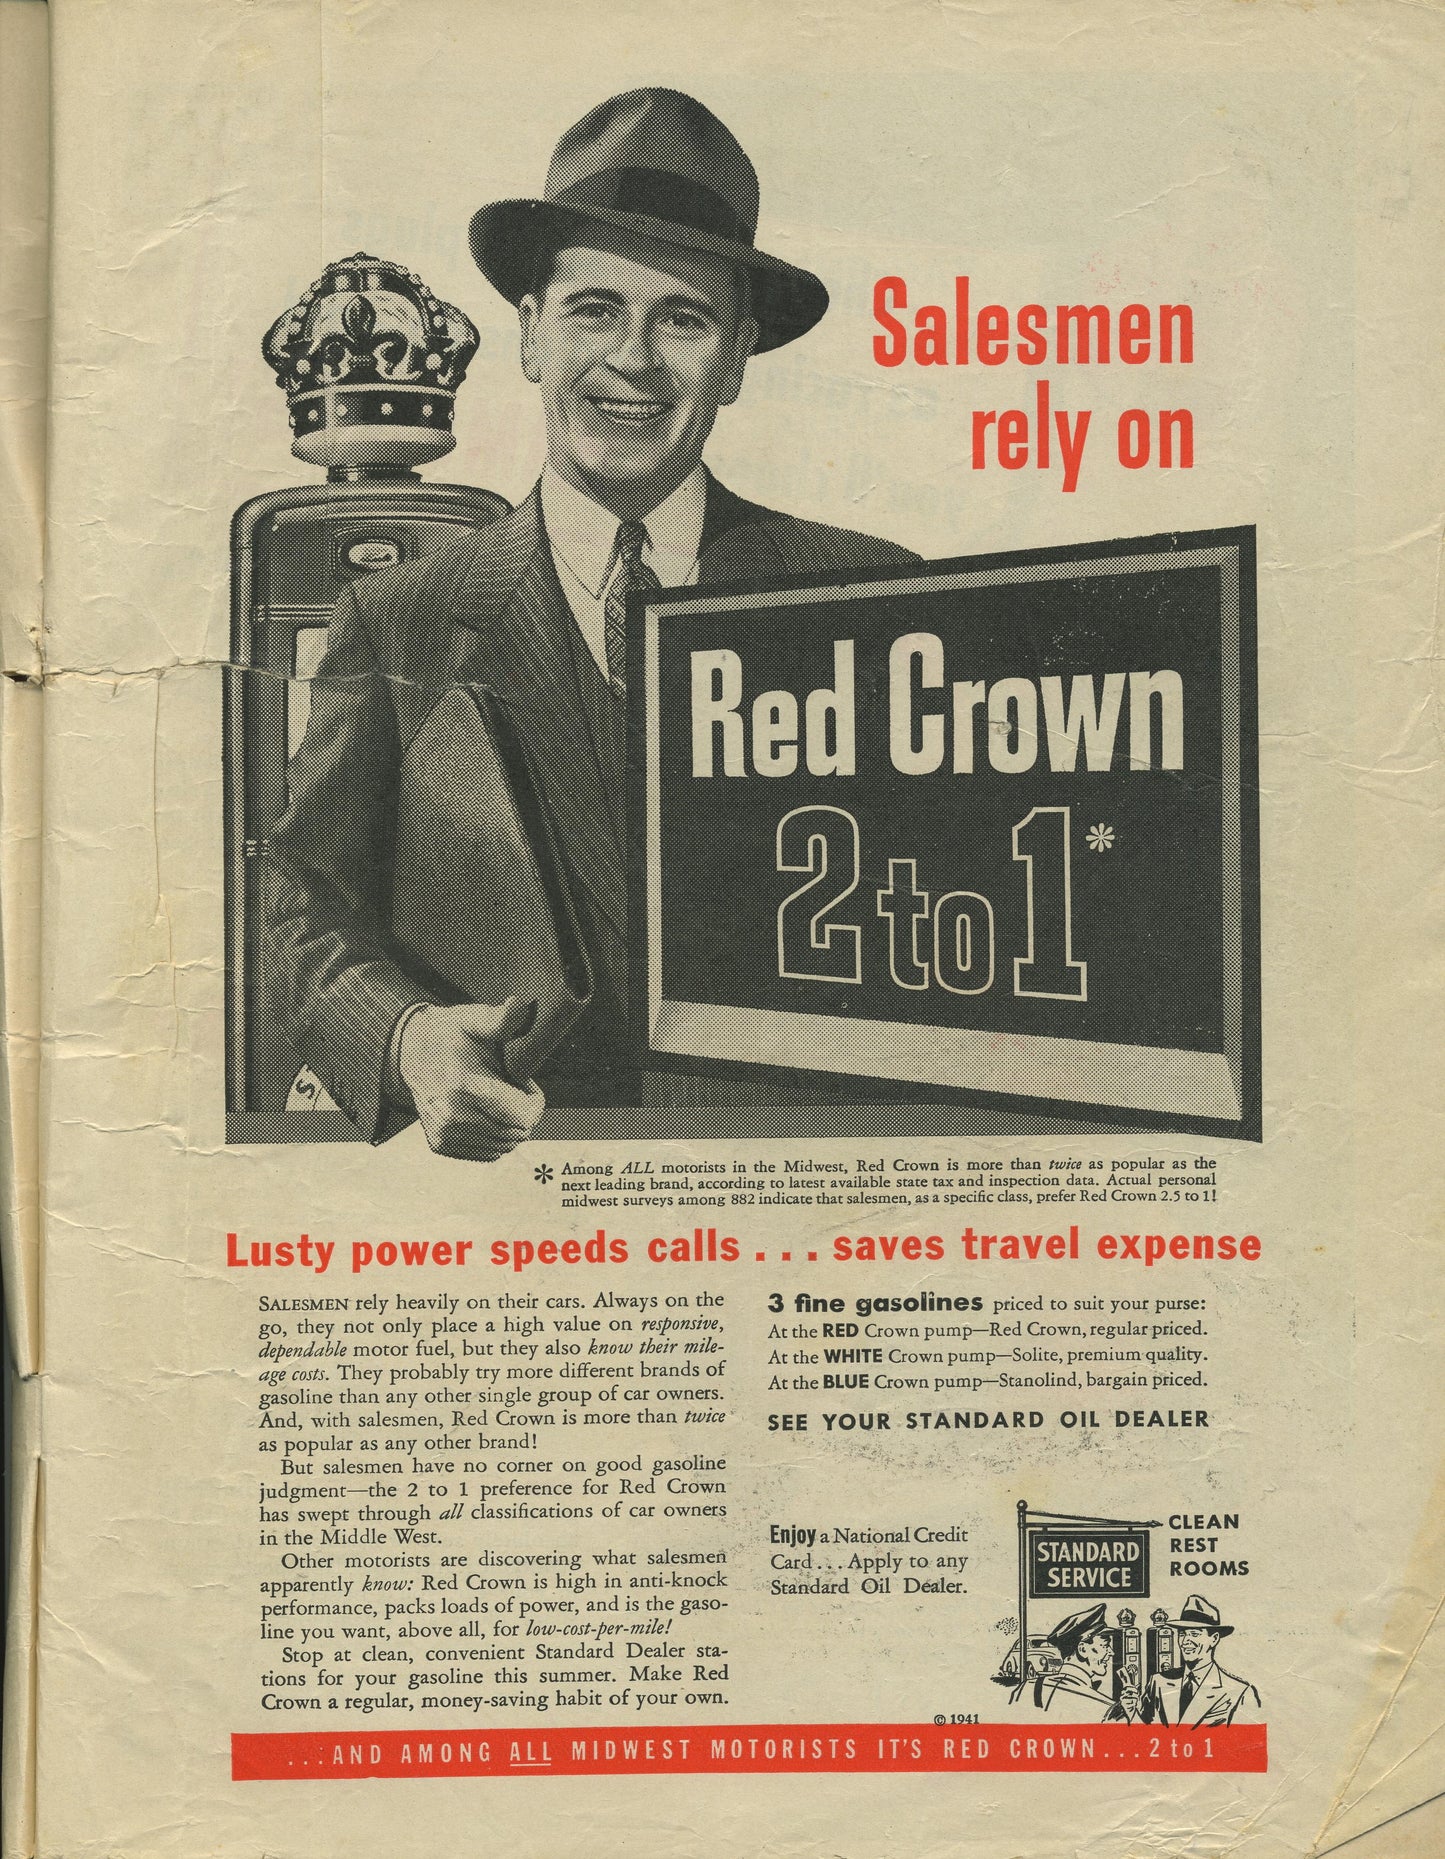 Salesmen
rely on
Red Crown
2 to 1*
S
* Among ALL motorists in the Midwest, Red Crown is more than twice as popular as the
next leading brand, according to latest available state tax and inspection data. Actual personal
midwest surveys among 882 indicate that salesmen, as a specific class, prefer Red Crown 2.5 to 1!
Lusty power speeds calls . . . saves travel expense
SALESMEN rely heavily on their cars. Always on the
go, they not only place a high value on responsive,
dependable motor fuel, but they also know their mile-
age costs. They probably try more different brands of
gasoline than any other single group of car owners.
And, with salesmen, Red Crown is more than twice
as popular as any other brand!
But salesmen have no corner on good gasoline
judgment—the 2 to 1 preference for Red Crown
has swept through all classifications of car owners
in the Middle West.
Other motorists are discovering what salesmen
apparently know: Red Crown is high in anti-knock
performance, packs loads of power, and is the gaso-
line you want, above all, for low-cost-per-mile!
Stop at clean, convenient Standard Dealer sta-
tions for your gasoline this summer. Make Red
Crown a regular, money-saving habit of your own.
3 fine gasolines priced to suit your purse:
At the RED Crown pump—Red Crown, regular priced.
At the WHITE Crown pump—Solite, premium quality.
At the BLUE Crown pump—Stanolind, bargain priced.
SEE YOUR STANDARD OIL DEALER
Enjoy a National Credit
Card . . . Apply to any
Standard Oil Dealer.
STANDARD
SERVICE
CLEAN
REST
ROOMS
© 1941
. . . AND AMONG ALL MIDWEST MOTORISTS IT'S RED CROWN . . . 2 to 1